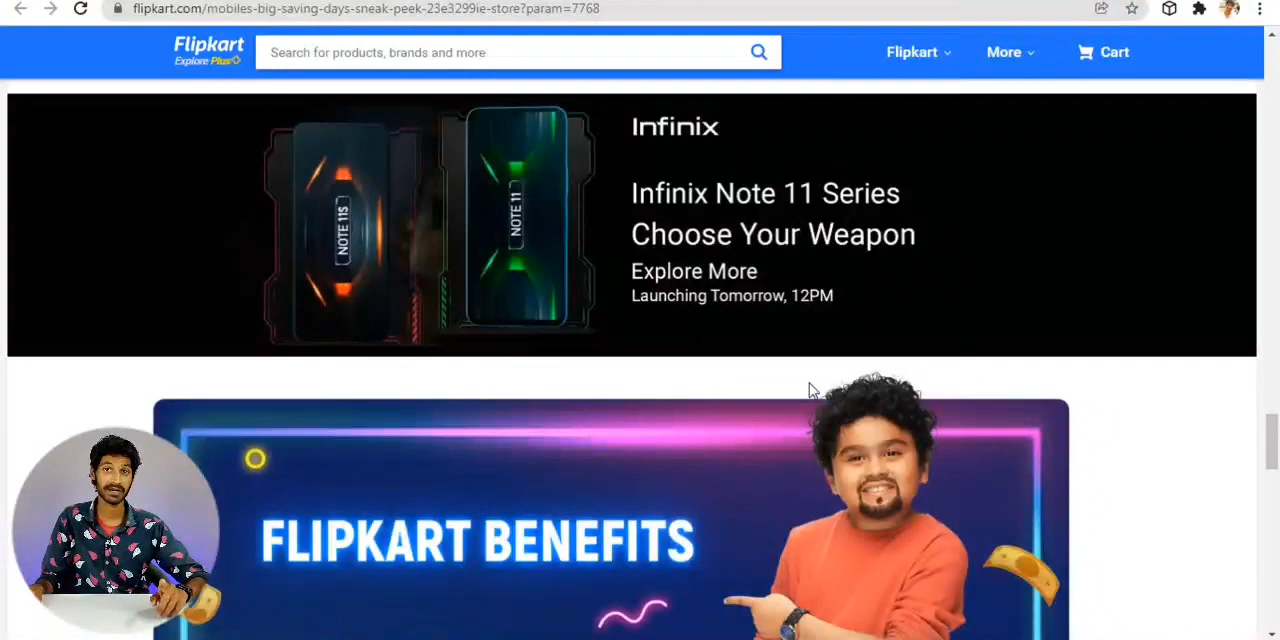 flipkart.com/mobiles-big-saving-days-sneak-peek-23e3299ie-store?param=7768
Flipkart
Explore Plus
Search for products, brands and more
Flipkart
More
Cart
Infinix
Infinix Note 11 Series
Choose Your Weapon
Explore More
Launching Tomorrow, 12PM
NOTE 11S
NOTE 11
FLIPKART BENEFITS